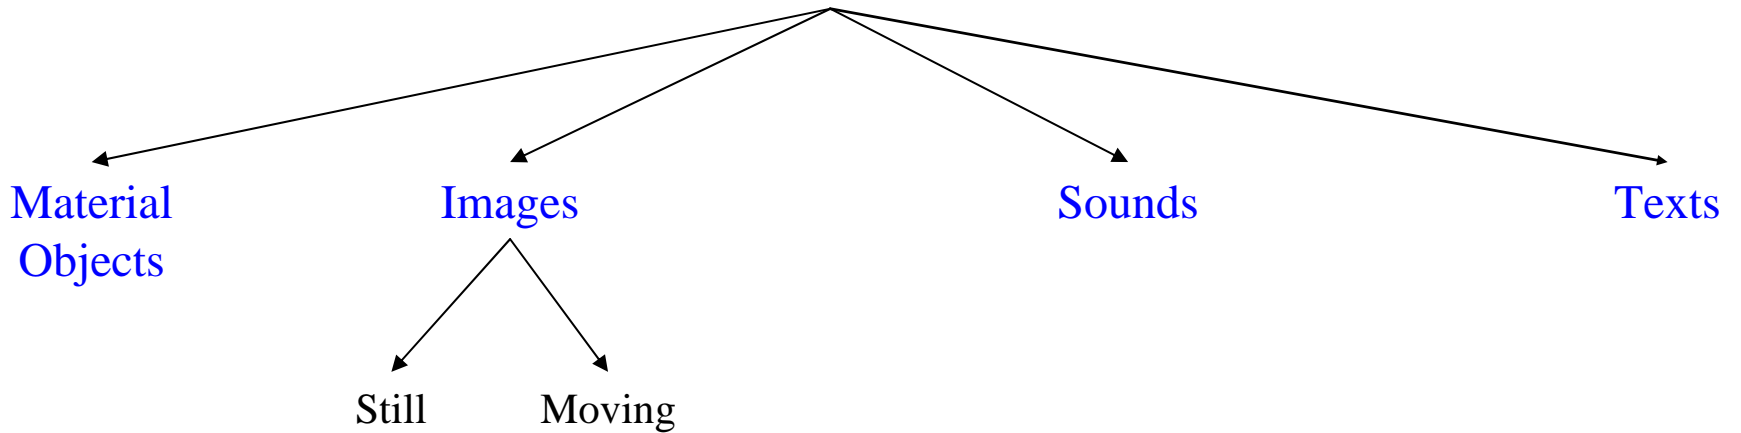 Material
Objects
Images
Sounds
Texts
Still
Moving